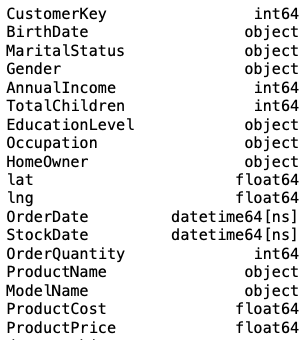 CustomerKey int64
BirthDate object
MaritalStatus object
Gender object
AnnualIncome int64
TotalChildren int64
EducationLevel object
Occupation object
HomeOwner object
lat float64
lng float64
OrderDate datetime64[ns]
StockDate datetime64[ns]
OrderQuantity int64
ProductName object
ModelName object
ProductCost float64
ProductPrice float64